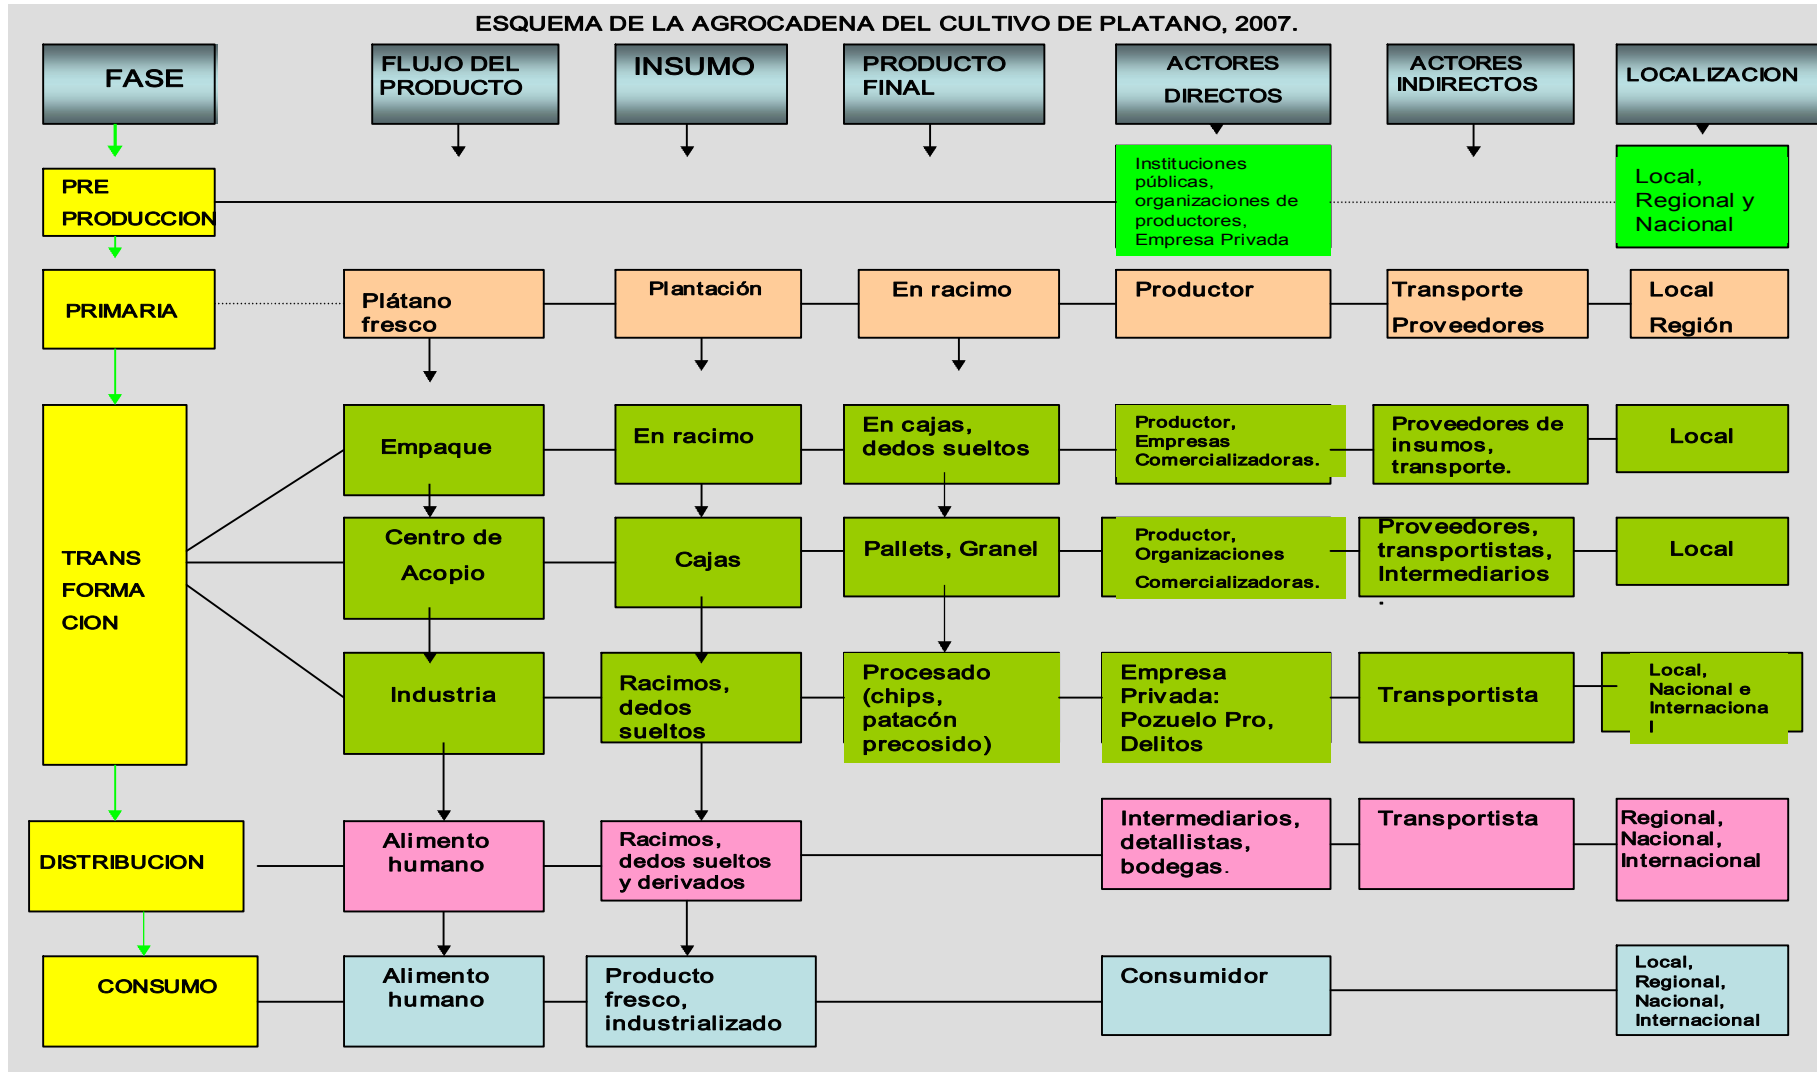 ESQUEMA DE LA AGROCADENA DEL CULTIVO DE PLATANO, 2007.
FASE
FLUJO DEL
PRODUCTO
INSUMO
PRODUCTO
FINAL
ACTORES
DIRECTOS
ACTORES
INDIRECTOS
LOCALIZACION
PRE
PRODUCCION
Instituciones
públicas,
organizaciones de
productores,
Empresa Privada
Local,
Regional y
Nacional
PRIMARIA
Plátano
fresco
Plantación
En racimo
Productor
Transporte
Proveedores
Local
Región
TRANS
FORMA
CION
Empaque
En racimo
En cajas,
dedos sueltos
Productor,
Empresas
Comercializadoras.
Proveedores de
insumos,
transporte.
Local
Centro de
Acopio
Cajas
Pallets, Granel
Productor,
Organizaciones
Comercializadoras.
Proveedores,
transportistas,
Intermediarios
.
Local
Industria
Racimos,
dedos
sueltos
Procesado
(chips,
patacón
precosido)
Empresa
Privada:
Pozuelo Pro,
Delitos
Transportista
Local,
Nacional e
Internaciona
l
DISTRIBUCION
Alimento
humano
Racimos,
dedos sueltos
y derivados
Intermediarios,
detallistas,
bodegas.
Transportista
Regional,
Nacional,
Internacional
CONSUMO
Alimento
humano
Producto
fresco,
industrializado
Consumidor
Local,
Regional,
Nacional,
Internacional